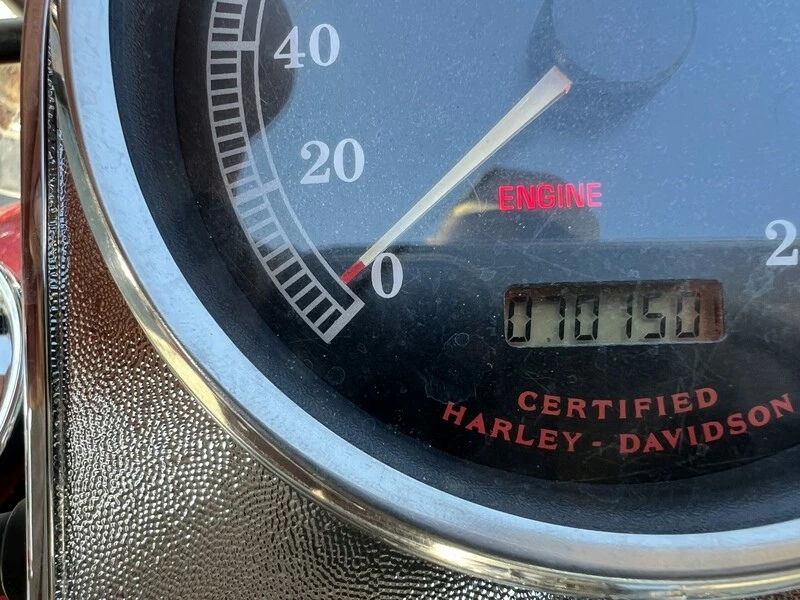 40
20
ENGINE
0
2
070150
CERTIFIED
HARLEY - DAVIDSON